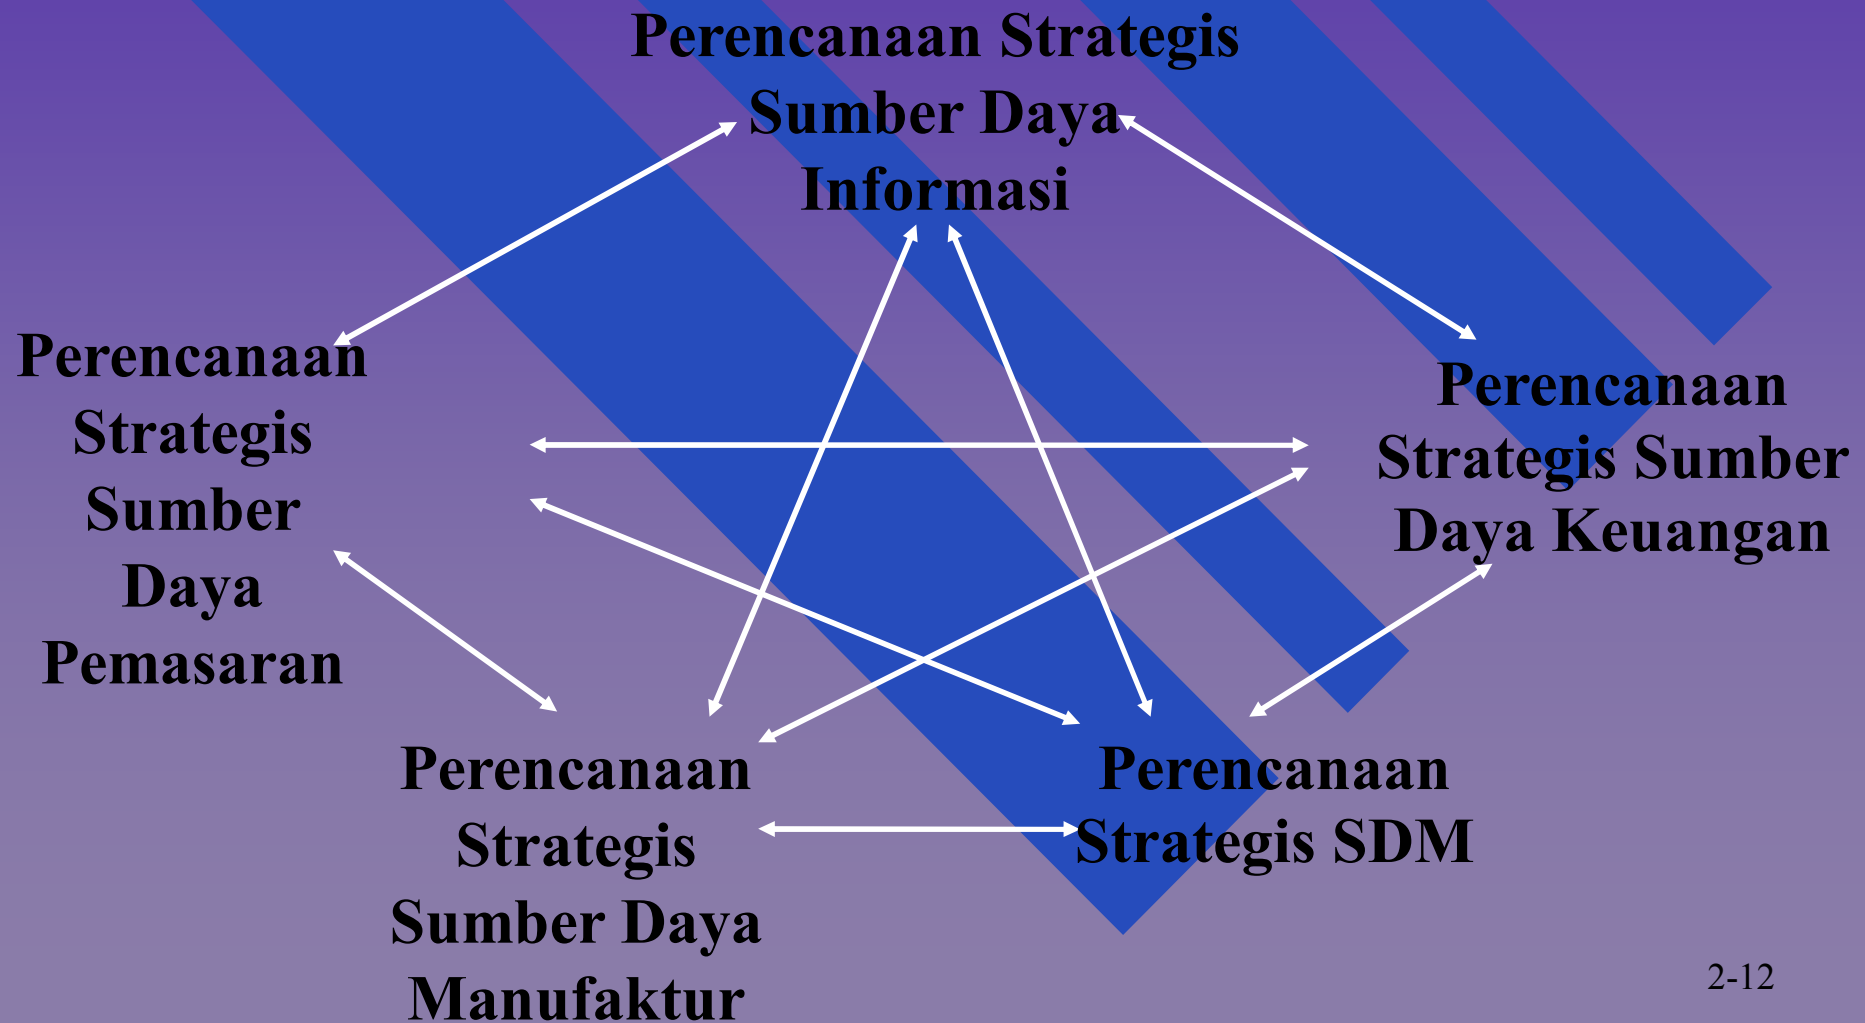 Perencanaan Strategis
Sumber Daya
Informasi
Perencanaan
Strategis
Sumber
Daya
Pemasaran
Perencanaan
Strategis Sumber
Daya Keuangan
Perencanaan
Strategis
Sumber Daya
Manufaktur
Perencanaan
Strategis SDM
2-12